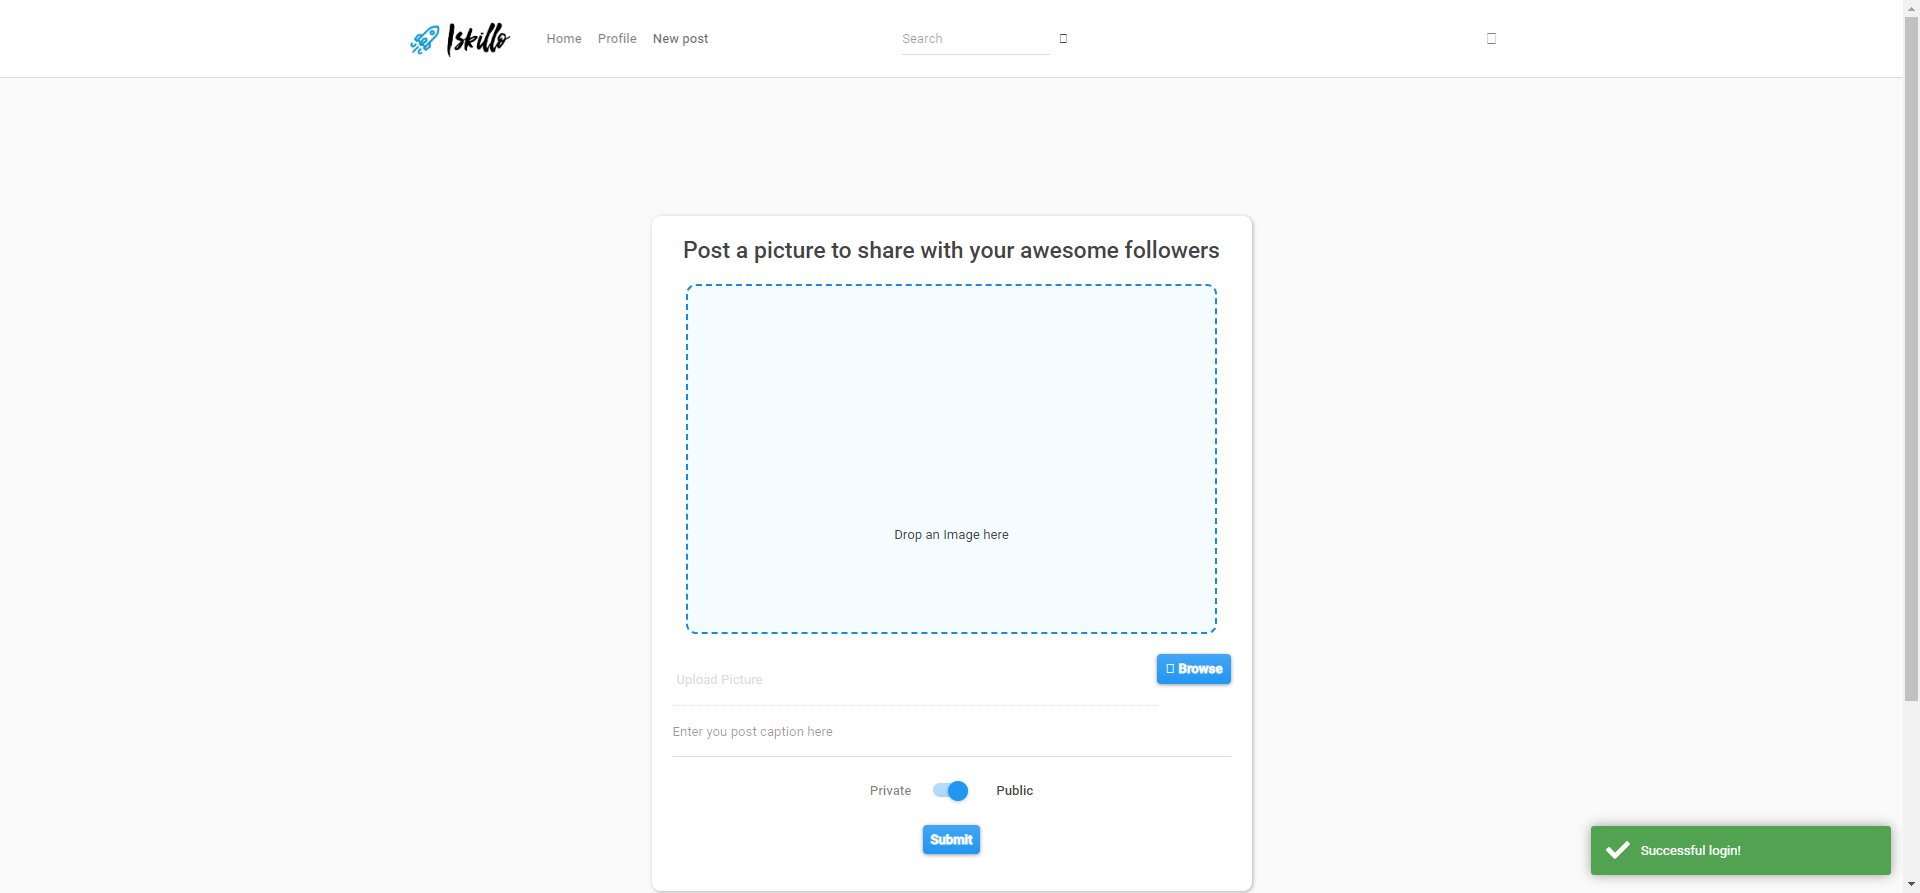 Iskillo Home Profile New post Search
Post a picture to share with your awesome followers
Drop an Image here
Browse
Upload Picture
Enter you post caption here
Private Public
Submit
Successful login!